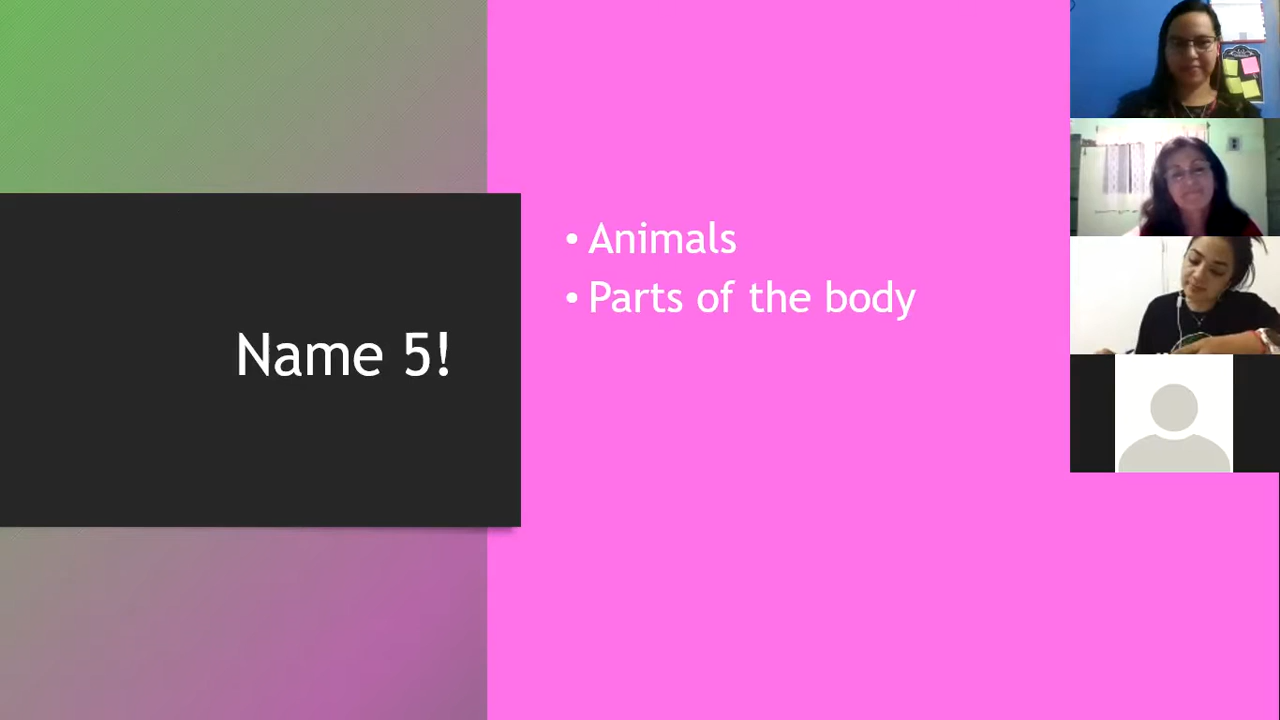 Name 5!
• Animals
• Parts of the body